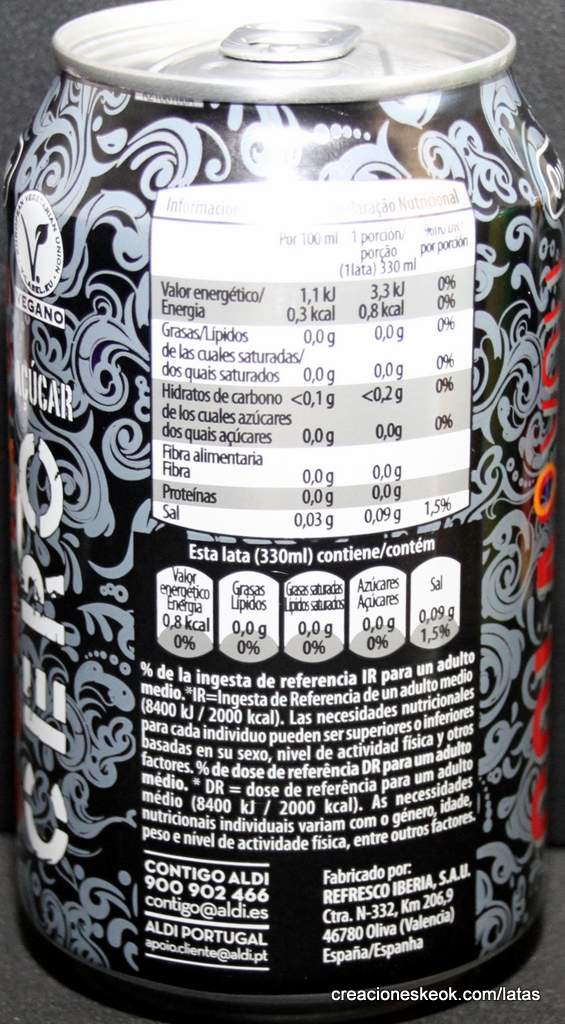 Información Declaração Nutricional
Por 100 ml 1 porción/ por porción
porção
(1lata) 330 ml
Valor energético/ 1,1 kJ 3,3 kJ 0%
Energia 0,3 kcal 0,8 kcal 0%
Grasas/Lípidos 0,0 g 0,0 g 0%
de las cuales saturadas/
dos quais saturados 0,0 g 0,0 g 0%
Hidratos de carbono <0,1 g <0,2 g 0%
de los cuales azúcares
dos quais açúcares 0,0 g 0,0g 0%
Fibra alimentaria
Fibra 0,0 g 0,0 g
Proteínas 0,0 g 0,0 g
Sal 0,03 g 0,09 g 1,5%
Esta lata (330ml) contiene/contém
Valor energético Energia 0,8 kcal 0%
Grasas Lípidos 0,0 g 0%
Grasas saturadas Lípidos saturados 0,0 g 0%
Azúcares Açúcares 0,0 g 0%
Sal 0,09 g 1,5%
% de la ingesta de referencia IR para un adulto
medio.*IR=Ingesta de Referencia de un adulto medio
(8400 kJ / 2000 kcal). Las necesidades nutricionales
para cada individuo pueden ser superiores o inferiores
basadas en su sexo, nivel de actividad física y otros
factores. % de dose de referência DR para um adulto
médio. * DR = dose de referência para um adulto
médio (8400 kJ / 2000 kcal). As necessidades
nutricionais individuais variam com o género, idade,
peso e nível de actividade física, entre outros factores.
CONTIGO ALDI
900 902 466
contigo@aldi.es
ALDI PORTUGAL
apoio.cliente@aldi.pt
Fabricado por:
REFRESCO IBERIA, S.A.U.
Ctra. N-332, Km 206,9
46780 Oliva (Valencia)
España/Espanha
VEGANO
AÇÚCAR
CERO
creacioneskeok.com/latas